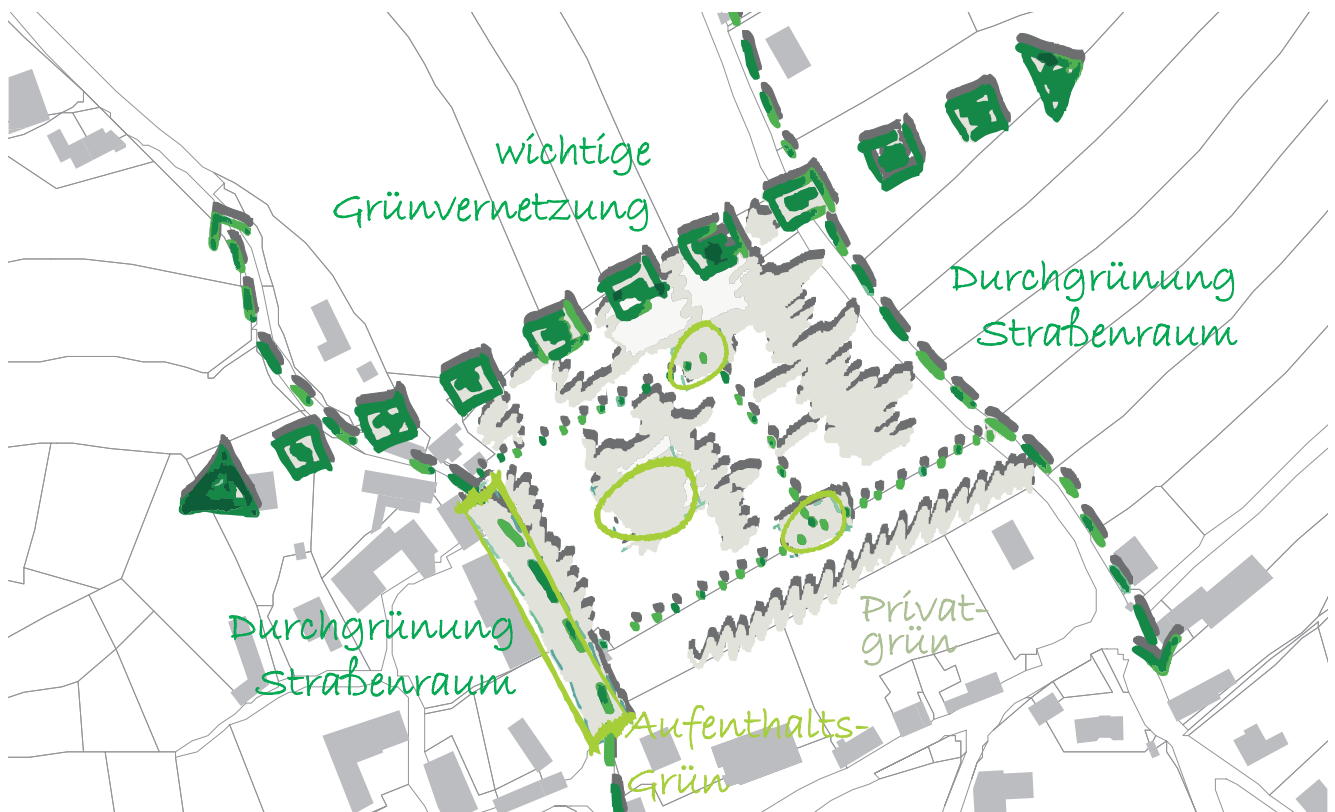 wichtige
Grünvernetzung
Durchgrünung
Straßenraum
Privat-
grün
Durchgrünung
Straßenraum
Aufenthalts-
Grün